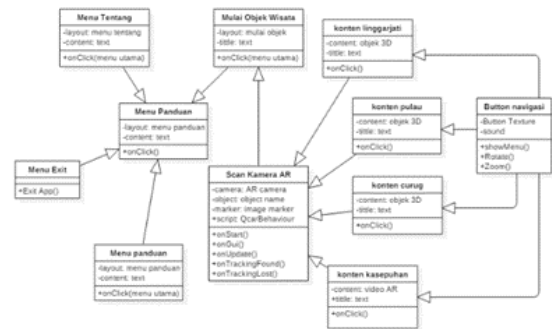 Menu Tentang
-layout: menu tentang
-content: text
+onClick(menu utama)
Mulai Objek Wisata
-layout: mulai objek
-title: text
+onClick(menu utama)
konten linggarjati
-content: objek 3D
-title: text
+onClick()
Menu Panduan
-layout: menu panduan
-content: text
+onClick()
konten pulau
-content: objek 3D
-title: text
+onClick()
Button navigasi
-Button Texture
-sound
+showMenu()
+Rotate()
+Zoom()
Menu Exit
+Exit App()
Scan Kamera AR
-camera: AR camera
-object: object name
-marker: image marker
+script: QcarBehaviour
+onStart()
+onGui()
+onUpdate()
+onTrackingFound()
+onTrackingLost()
konten curug
-content: objek 3D
-title: text
+onClick()
Menu panduan
-layout: menu panduan
-content: text
+onClick(menu utama)
konten kasepuhan
-content: video AR
+title: text
+onClick()